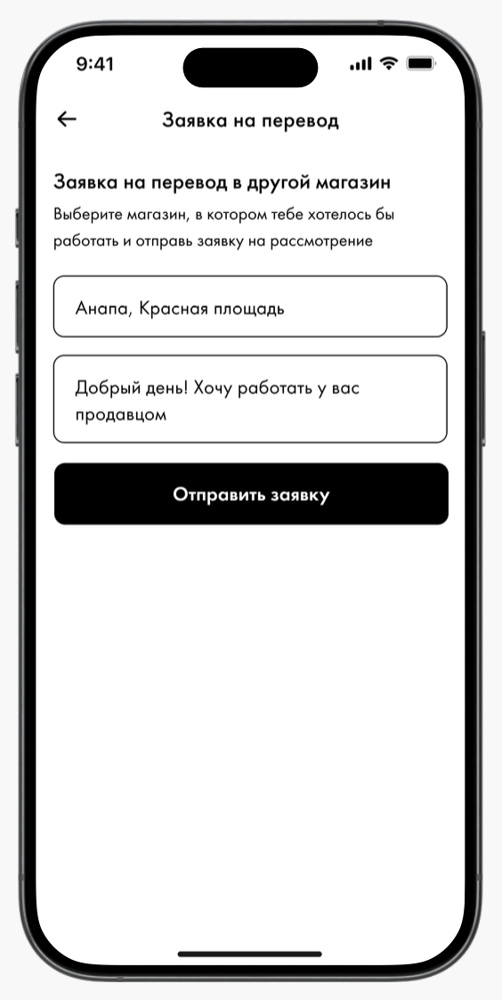 9:41
Заявка на перевод
Заявка на перевод в другой магазин
Выберите магазин, в котором тебе хотелось бы
работать и отправь заявку на рассмотрение
Анапа, Красная площадь
Добрый день! Хочу работать у вас
продавцом
Отправить заявку